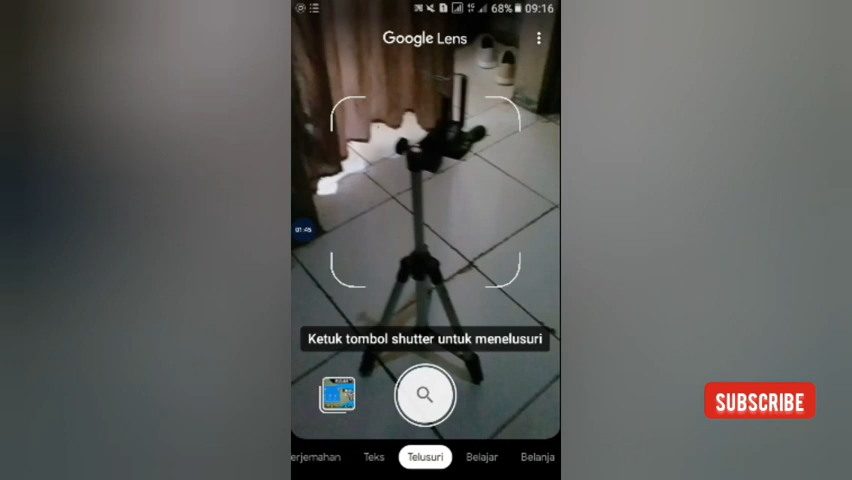 68% 09:16
Google Lens
01:45
Ketuk tombol shutter untuk menelusuri
erjemahan Teks Telusuri Belajar Belanja
SUBSCRIBE